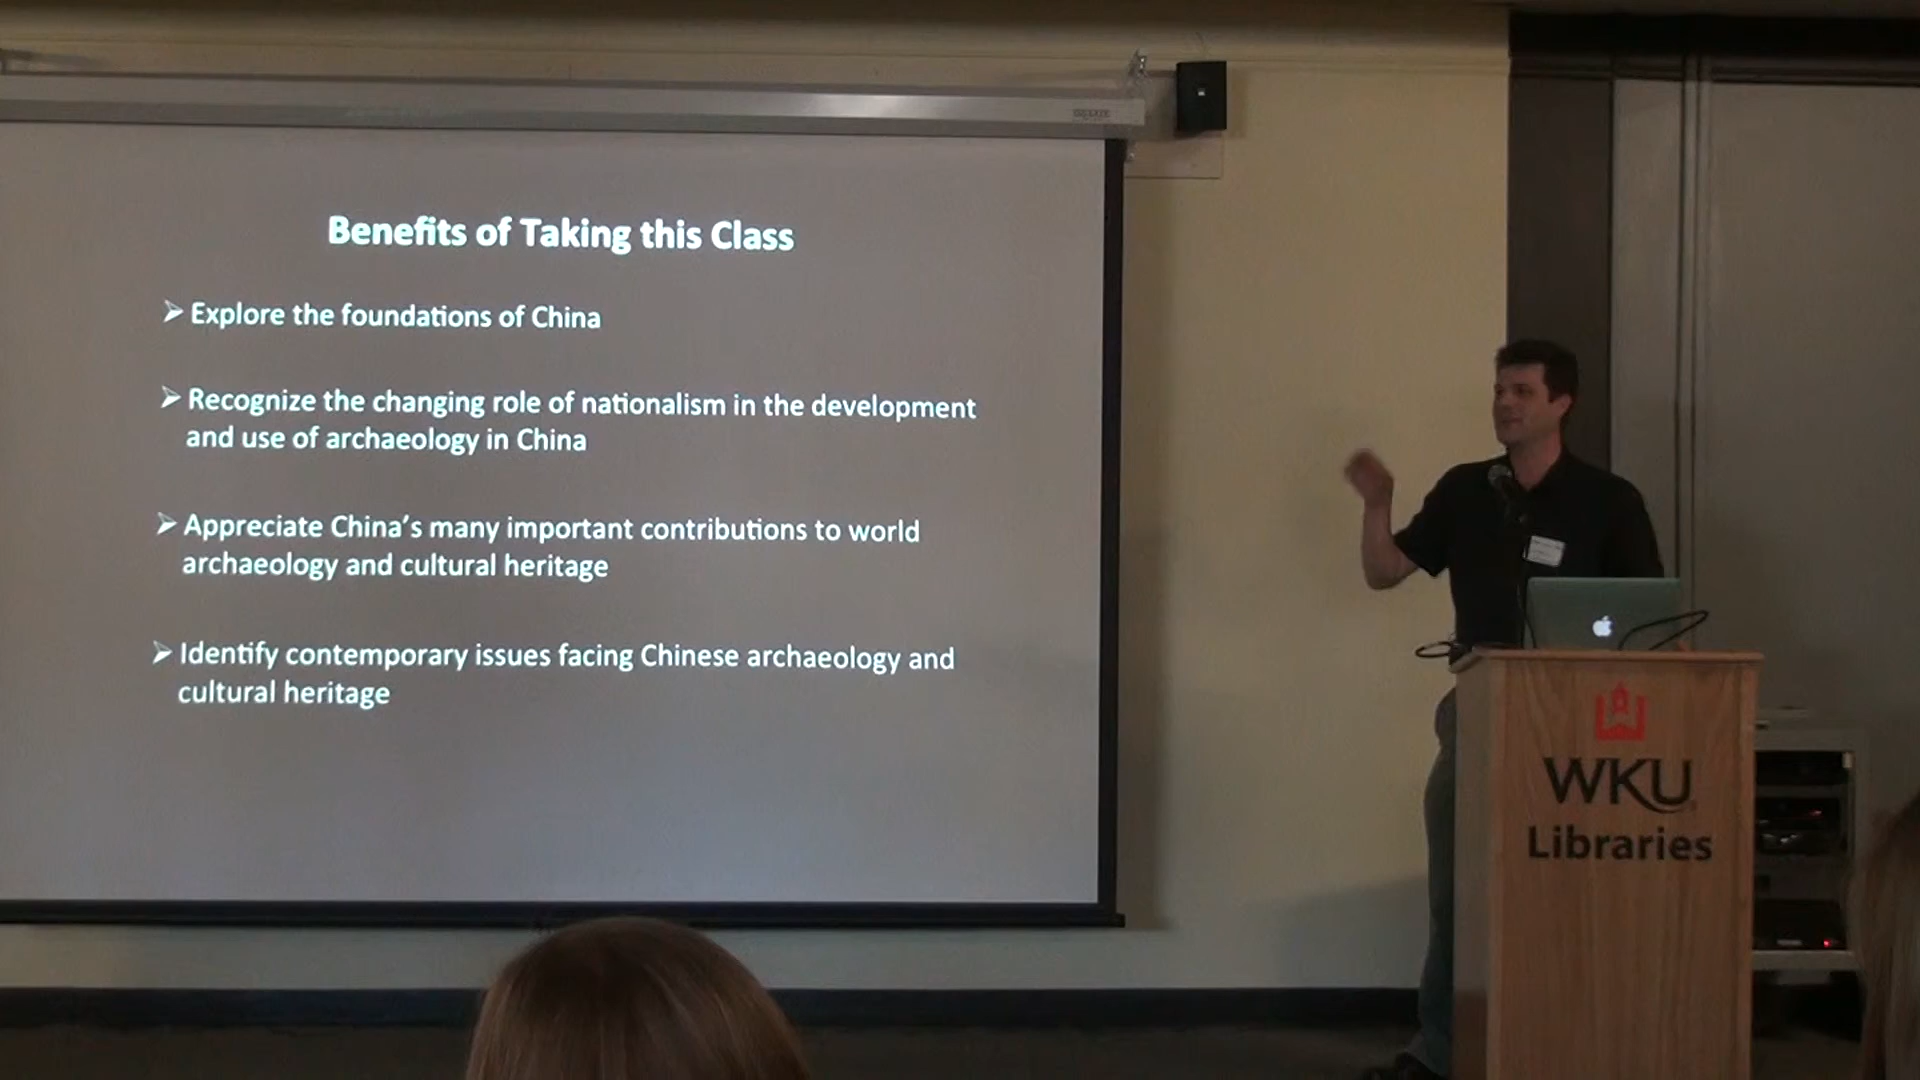 Benefits of Taking this Class
➢ Explore the foundations of China
➢ Recognize the changing role of nationalism in the development
and use of archaeology in China
➢ Appreciate China's many important contributions to world
archaeology and cultural heritage
➢ Identify contemporary issues facing Chinese archaeology and
cultural heritage
WKU
Libraries